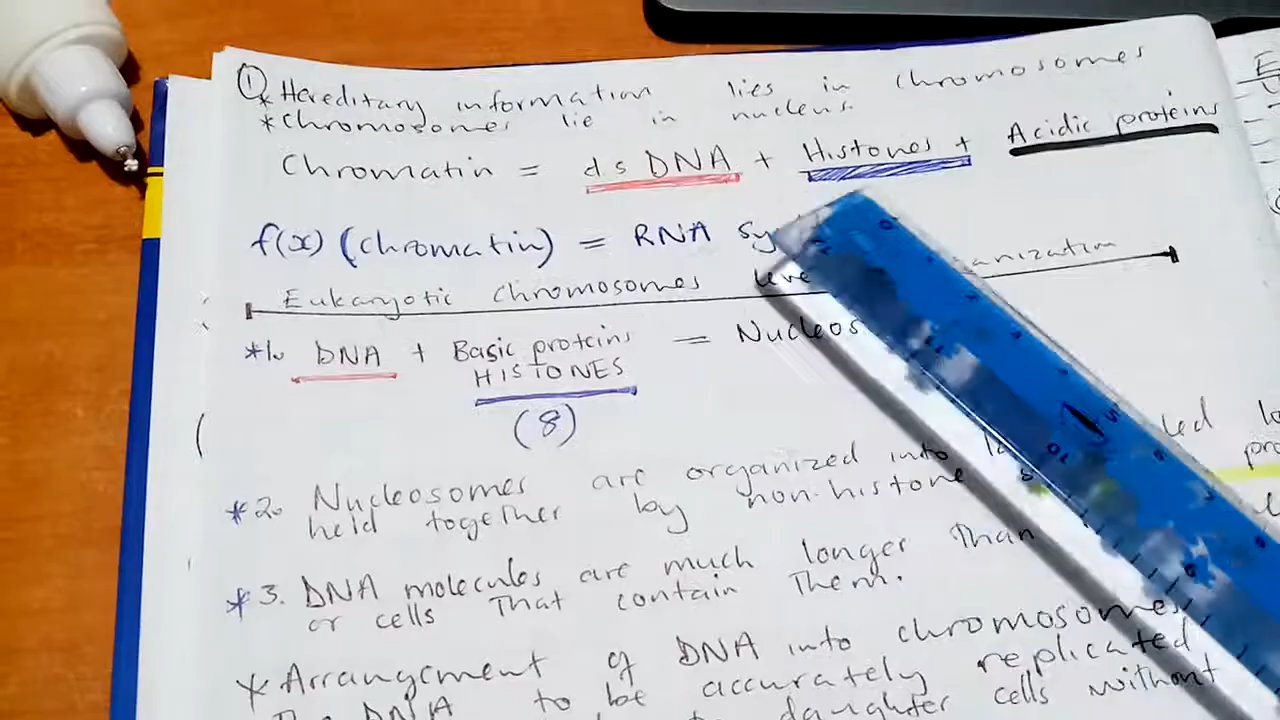 ① *Hereditary information lies in chromosomes
*Chromosomes lie in nucleus.
Chromatin = ds DNA + Histones + Acidic proteins
f(x) (chromatin) = RNA
Eukaryotic chromosomes
*1. DNA + Basic proteins = 
HISTONES
(8)
*2. Nucleosomes are organized into
held together by non-histone
*3. DNA molecules are much longer than
or cells that contain them.
* Arrangement of DNA into chromosomes
The DNA to be accurately replicated
daughter cells without